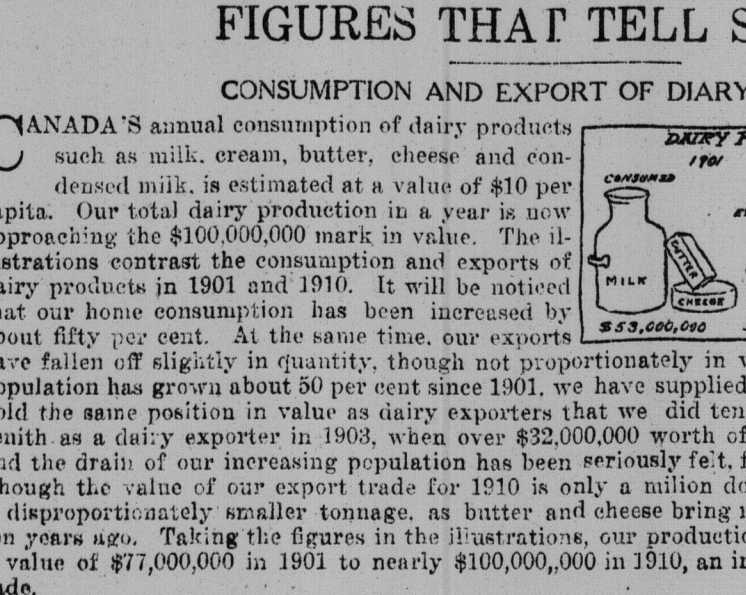 FIGURES THAT TELL S
CONSUMPTION AND EXPORT OF DIARY
CANADA'S annual consumption of dairy products
such as milk, cream, butter, cheese and con-
densed milk, is estimated at a value of $10 per
apita. Our total dairy production in a year is now
pproaching the $100,000,000 mark in value. The il-
strations contrast the consumption and exports of
airy products in 1901 and 1910. It will be noticed
at our home consumption has been increased by
bout fifty per cent. At the same time, our exports
ave fallen off slightly in quantity, though not proportionately in v
opulation has grown about 50 per cent since 1901, we have supplied
old the same position in value as dairy exporters that we did ten
enith as a dairy exporter in 1903, when over $32,000,000 worth of
nd the drain of our increasing population has been seriously felt, f
hough the value of our export trade for 1910 is only a milion do
disproportionately smaller tonnage, as butter and cheese bring
n years ago. Taking the figures in the illustrations, our productio
value of $77,000,000 in 1901 to nearly $100,000,,000 in 1910, an in
ade.
DAIRY P
1901
CONSUMED
E
BUTTER
MILK
CHEESE
$53,000,000